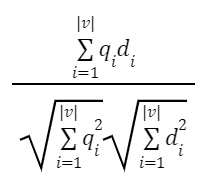 |v|
Σ q_i d_i
i=1
|v| |v|
√Σ q_i^2 √Σ d_i^2
i=1 i=1